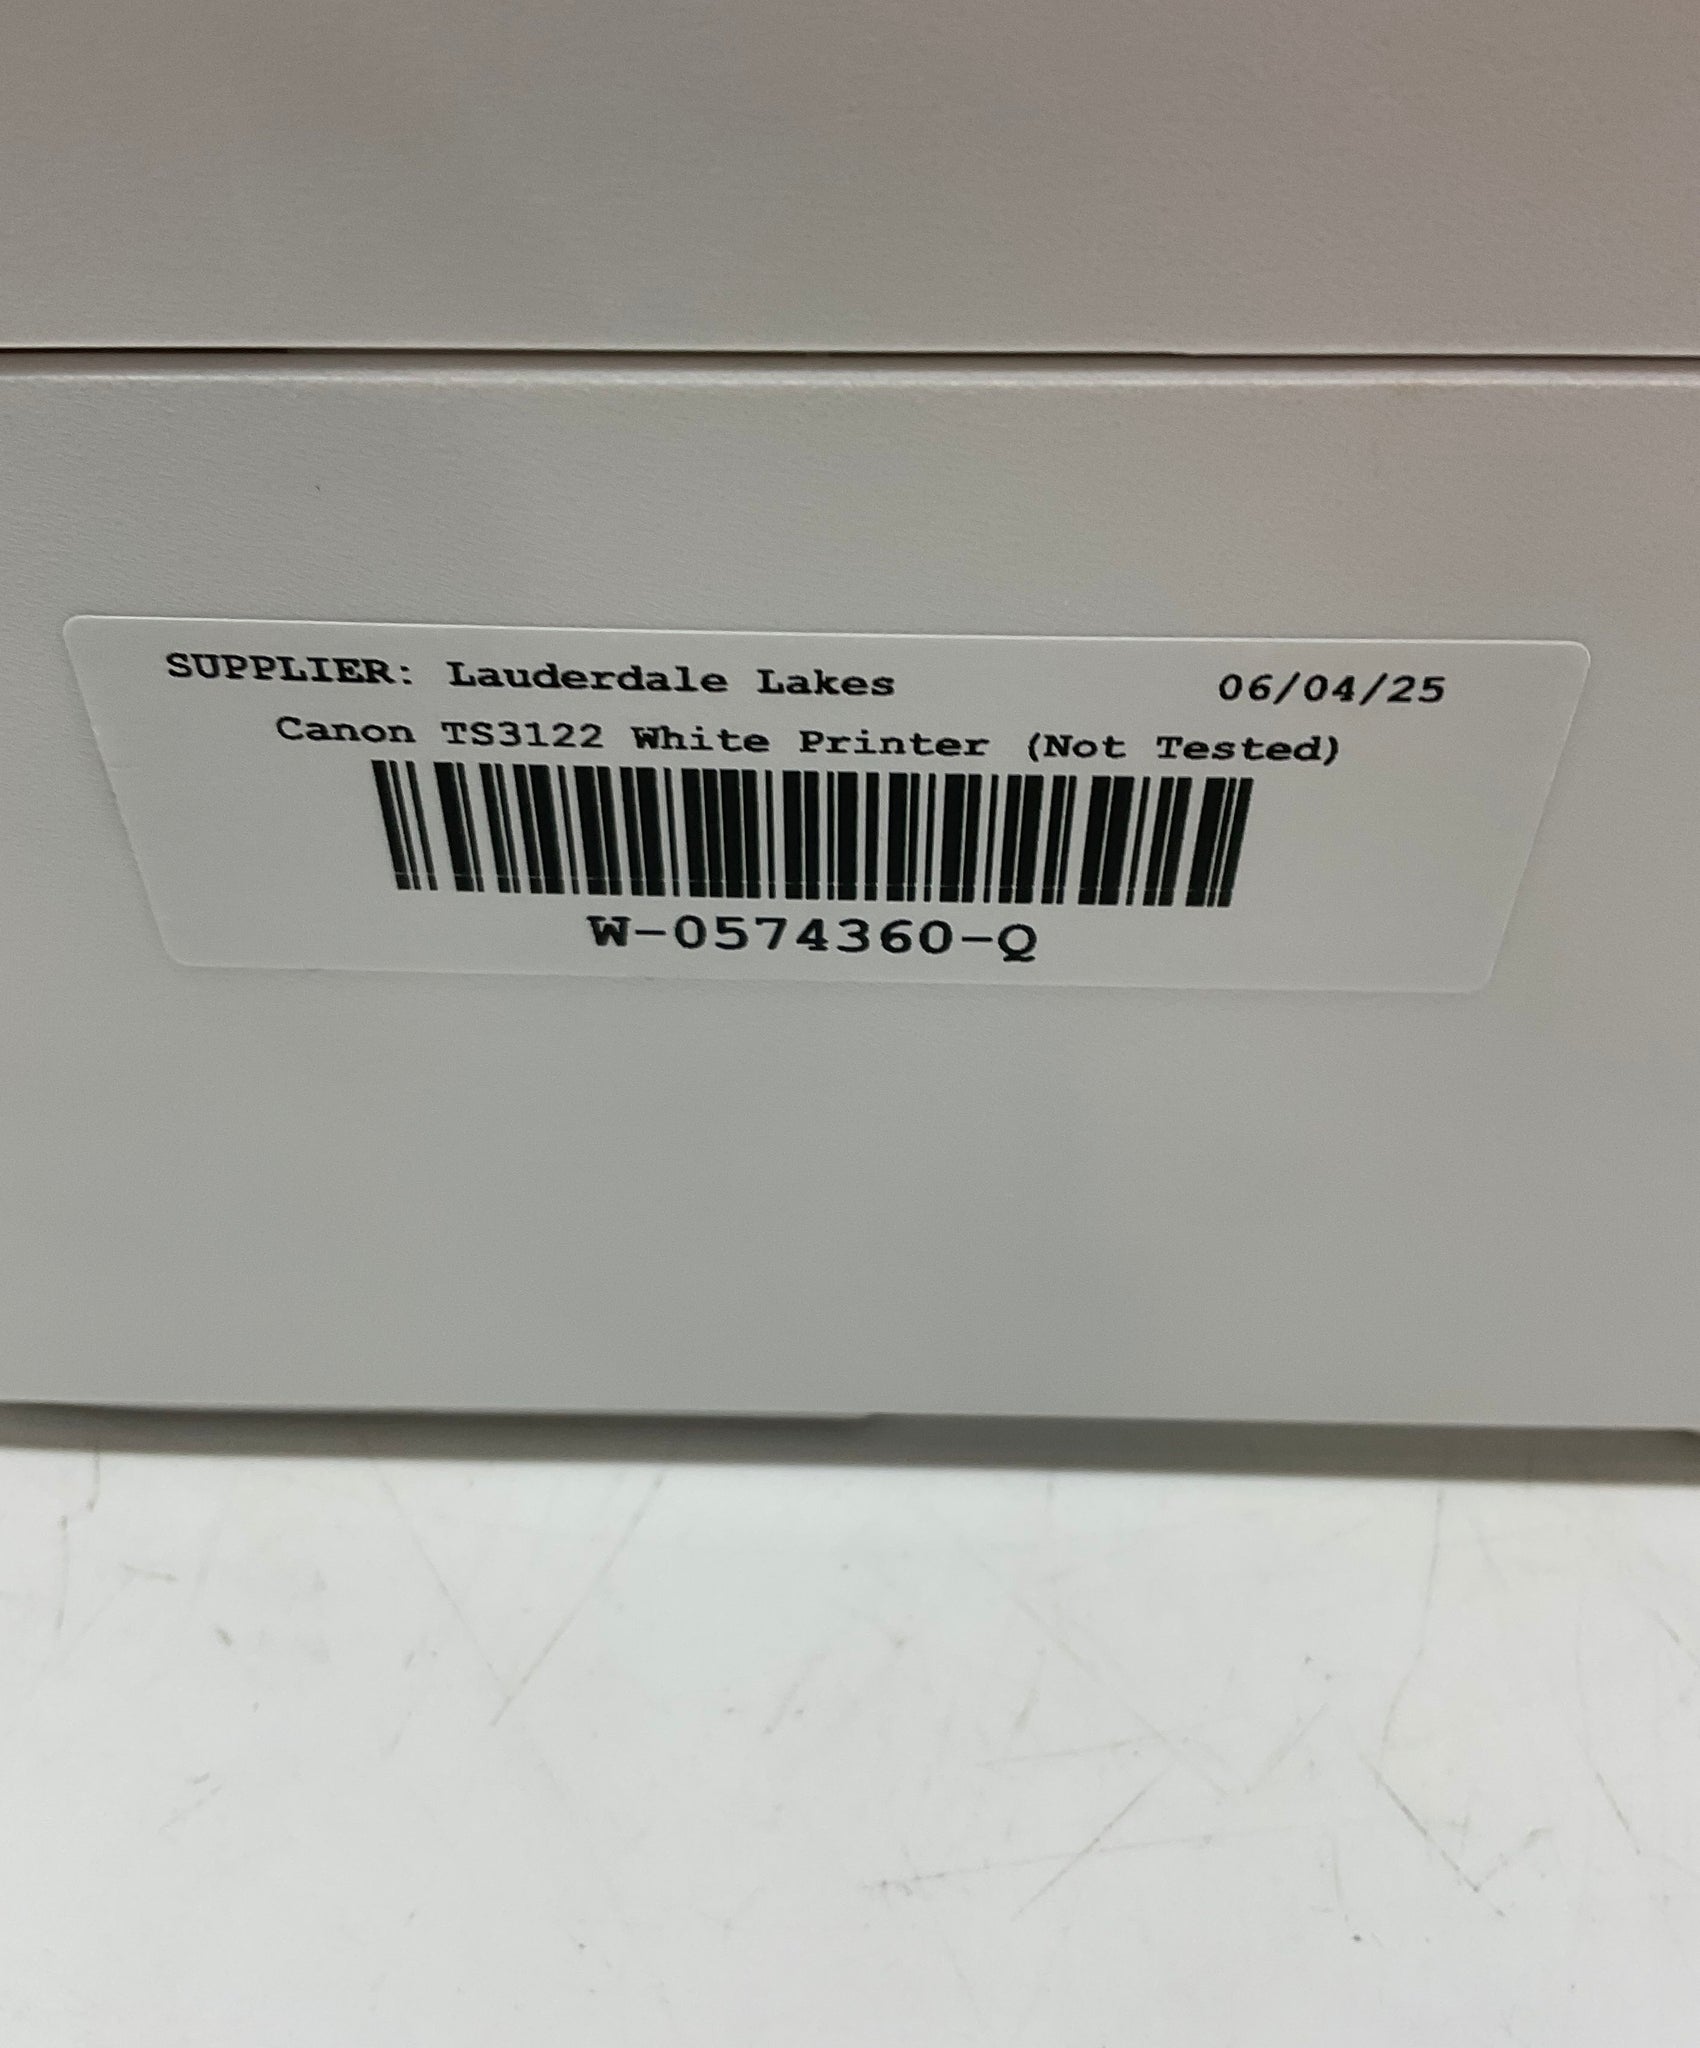 SUPPLIER: Lauderdale Lakes 06/04/25
Canon TS3122 White Printer (Not Tested)
W-0574360-Q